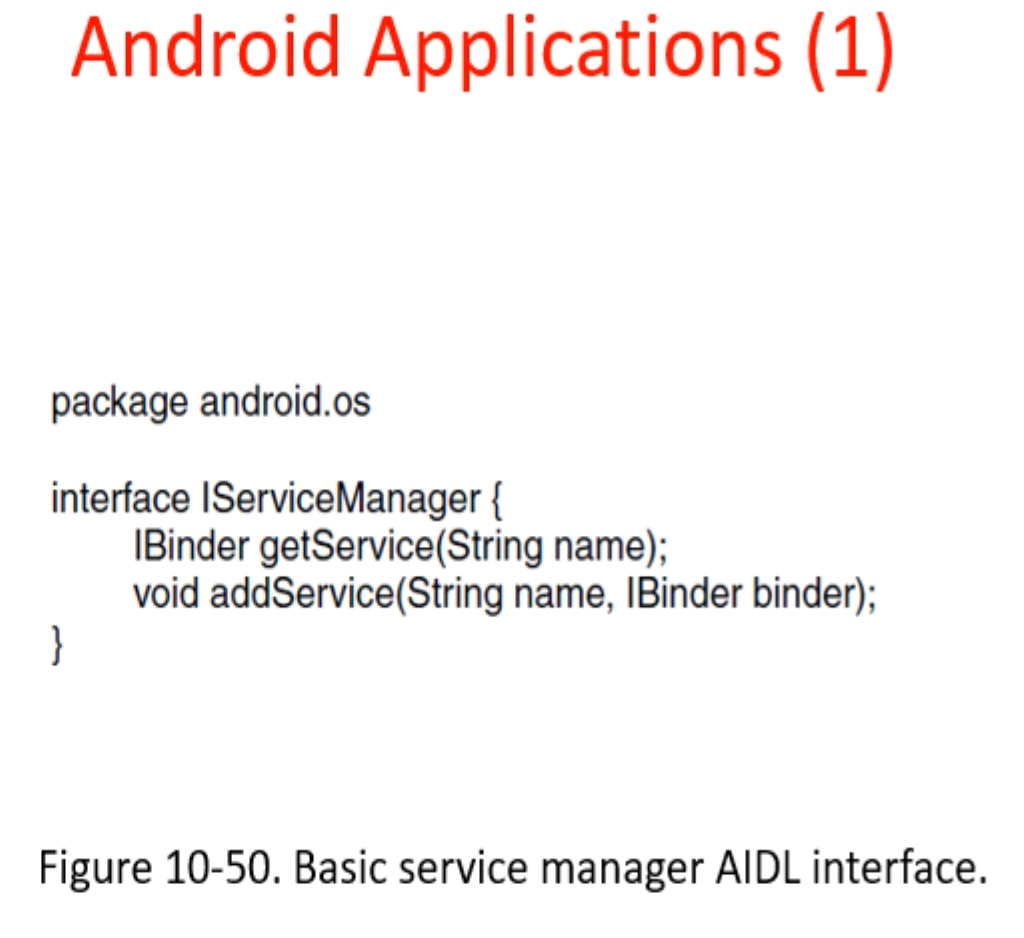 Android Applications (1)
package android.os
interface IServiceManager {
IBinder getService(String name);
void addService(String name, IBinder binder);
}
Figure 10-50. Basic service manager AIDL interface.